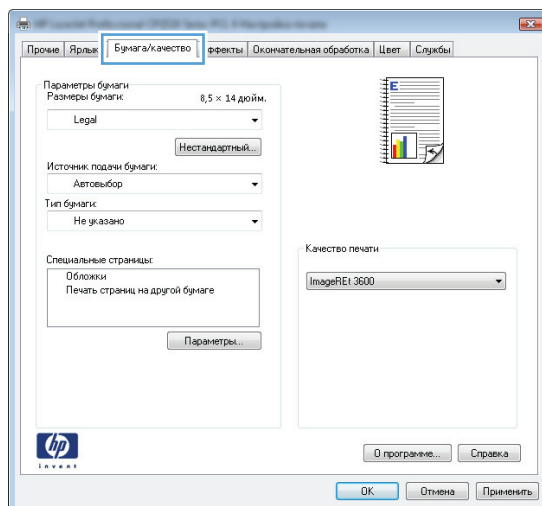 Прочие Ярлык Бумага/качество ффекты Окончательная обработка Цвет Службы
Параметры бумаги
Размеры бумаги: 8,5 × 14 дюйм.
Legal
Нестандартный...
Источник подачи бумаги:
Автовыбор
Тип бумаги:
Не указано
Специальные страницы:
Обложки
Печать страниц на другой бумаге
Параметры...
E
Качество печати
ImageREt 3600
hp
invent
О программе... Справка
OK Отмена Применить